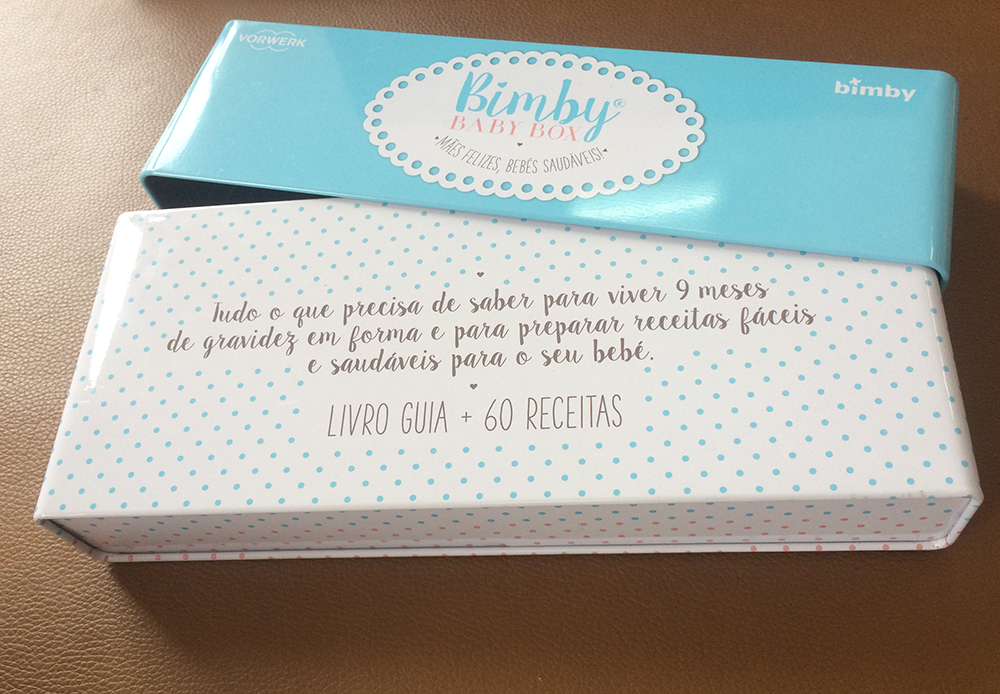 VORWERK
bimby
Bimby®
BABY BOX
MÃES FELIZES, BEBÉS SAUDÁVEIS!
Tudo o que precisa de saber para viver 9 meses
de gravidez em forma e para preparar receitas fáceis
e saudáveis para o seu bebé.
LIVRO GUIA + 60 RECEITAS